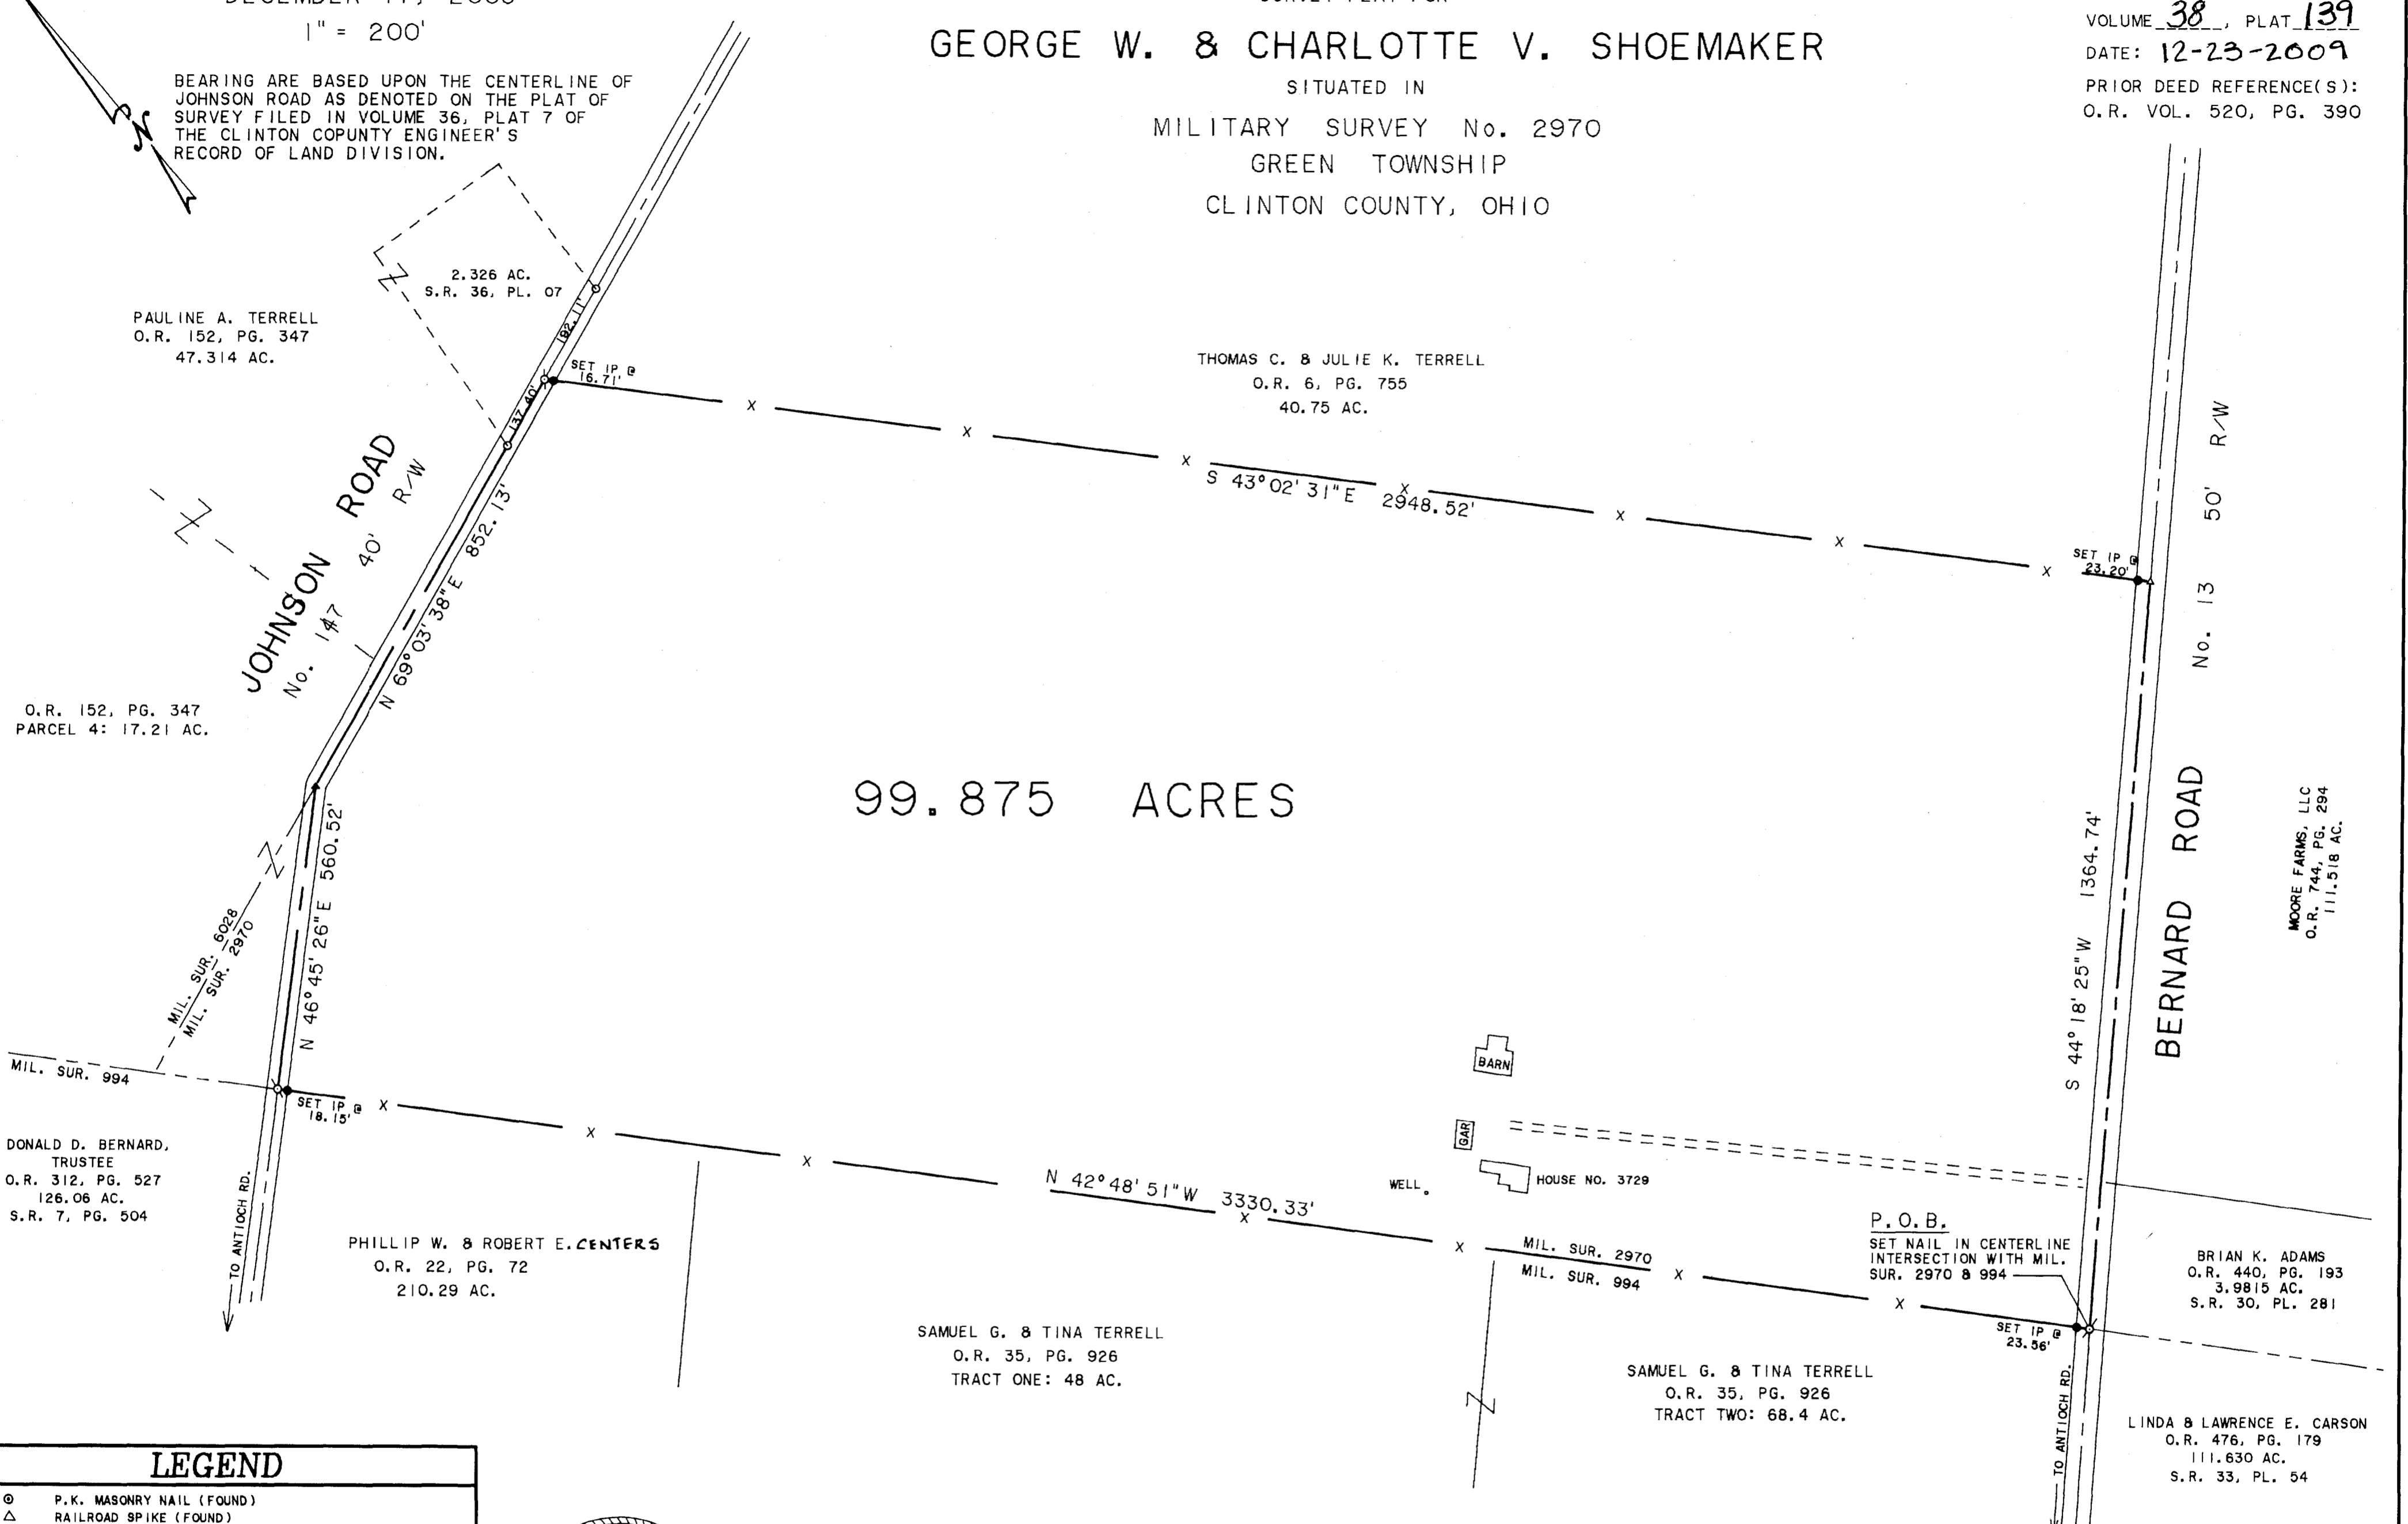 1" = 200'
BEARING ARE BASED UPON THE CENTERLINE OF
JOHNSON ROAD AS DENOTED ON THE PLAT OF
SURVEY FILED IN VOLUME 36, PLAT 7 OF
THE CLINTON COPUNTY ENGINEER'S
RECORD OF LAND DIVISION.
N
GEORGE W. & CHARLOTTE V. SHOEMAKER
SITUATED IN
MILITARY SURVEY No. 2970
GREEN TOWNSHIP
CLINTON COUNTY, OHIO
VOLUME 38, PLAT 139
DATE: 12-23-2009
PRIOR DEED REFERENCE(S):
O.R. VOL. 520, PG. 390
2.326 AC.
S.R. 36, PL. 07
PAULINE A. TERRELL
O.R. 152, PG. 347
47.314 AC.
192.11'
SET IP @
16.71'
137.40'
THOMAS C. & JULIE K. TERRELL
O.R. 6, PG. 755
40.75 AC.
S 43°02'31"E 2948.52'
SET IP @
23.20'
JOHNSON ROAD
No. 147 40' R/W
N 69°03'38"E 852.13'
No. 13 50' R/W
BERNARD ROAD
O.R. 152, PG. 347
PARCEL 4: 17.21 AC.
99.875 ACRES
N 46°45'26"E 560.52'
MIL. SUR. 6028
MIL. SUR. 2970
S 44°18'25"W 1364.74'
MOORE FARMS, LLC
O.R. 744, PG. 294
111.518 AC.
MIL. SUR. 994
SET IP @
18.15'
BARN
GAR
WELL
HOUSE NO. 3729
N 42°48'51"W 3330.33'
MIL. SUR. 2970
MIL. SUR. 994
P.O.B.
SET NAIL IN CENTERLINE
INTERSECTION WITH MIL.
SUR. 2970 & 994
SET IP @
23.56'
DONALD D. BERNARD,
TRUSTEE
O.R. 312, PG. 527
126.06 AC.
S.R. 7, PG. 504
TO ANTIOCH RD.
PHILLIP W. & ROBERT E. CENTERS
O.R. 22, PG. 72
210.29 AC.
SAMUEL G. & TINA TERRELL
O.R. 35, PG. 926
TRACT ONE: 48 AC.
SAMUEL G. & TINA TERRELL
O.R. 35, PG. 926
TRACT TWO: 68.4 AC.
BRIAN K. ADAMS
O.R. 440, PG. 193
3.9815 AC.
S.R. 30, PL. 281
TO ANTIOCH RD.
LINDA & LAWRENCE E. CARSON
O.R. 476, PG. 179
111.630 AC.
S.R. 33, PL. 54
LEGEND
P.K. MASONRY NAIL (FOUND)
RAILROAD SPIKE (FOUND)